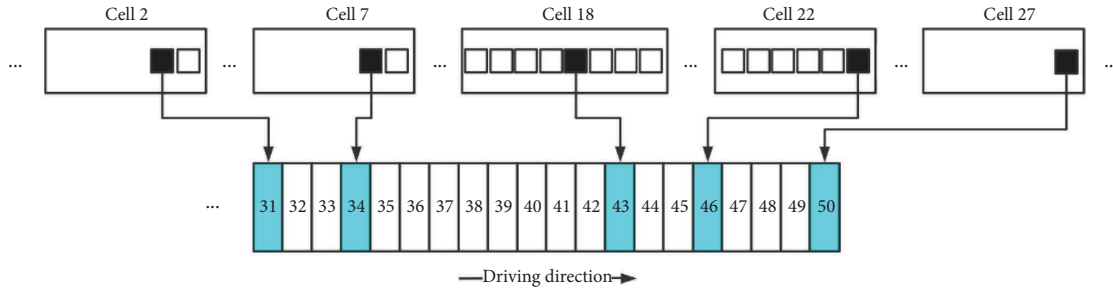 Cell 2 Cell 7 Cell 18 Cell 22 Cell 27
... ... ... ... ... ..
... 31 32 33 34 35 36 37 38 39 40 41 42 43 44 45 46 47 48 49 50
Driving direction